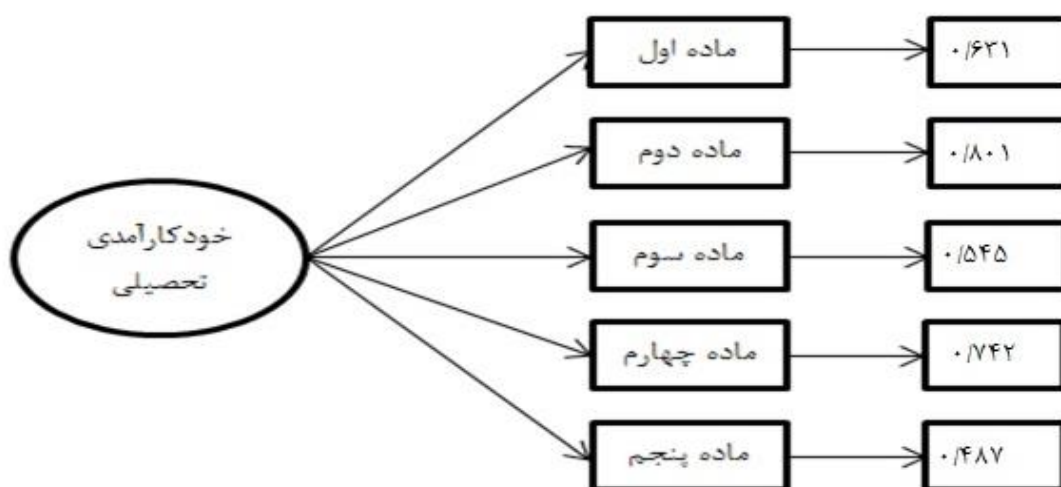 ماده اول
۰/۶۳۱
ماده دوم
۰/۸۰۱
خودکارآمدی
تحصیلی
ماده سوم
۰/۵۴۵
ماده چهارم
۰/۷۴۲
ماده پنجم
۰/۴۸۷